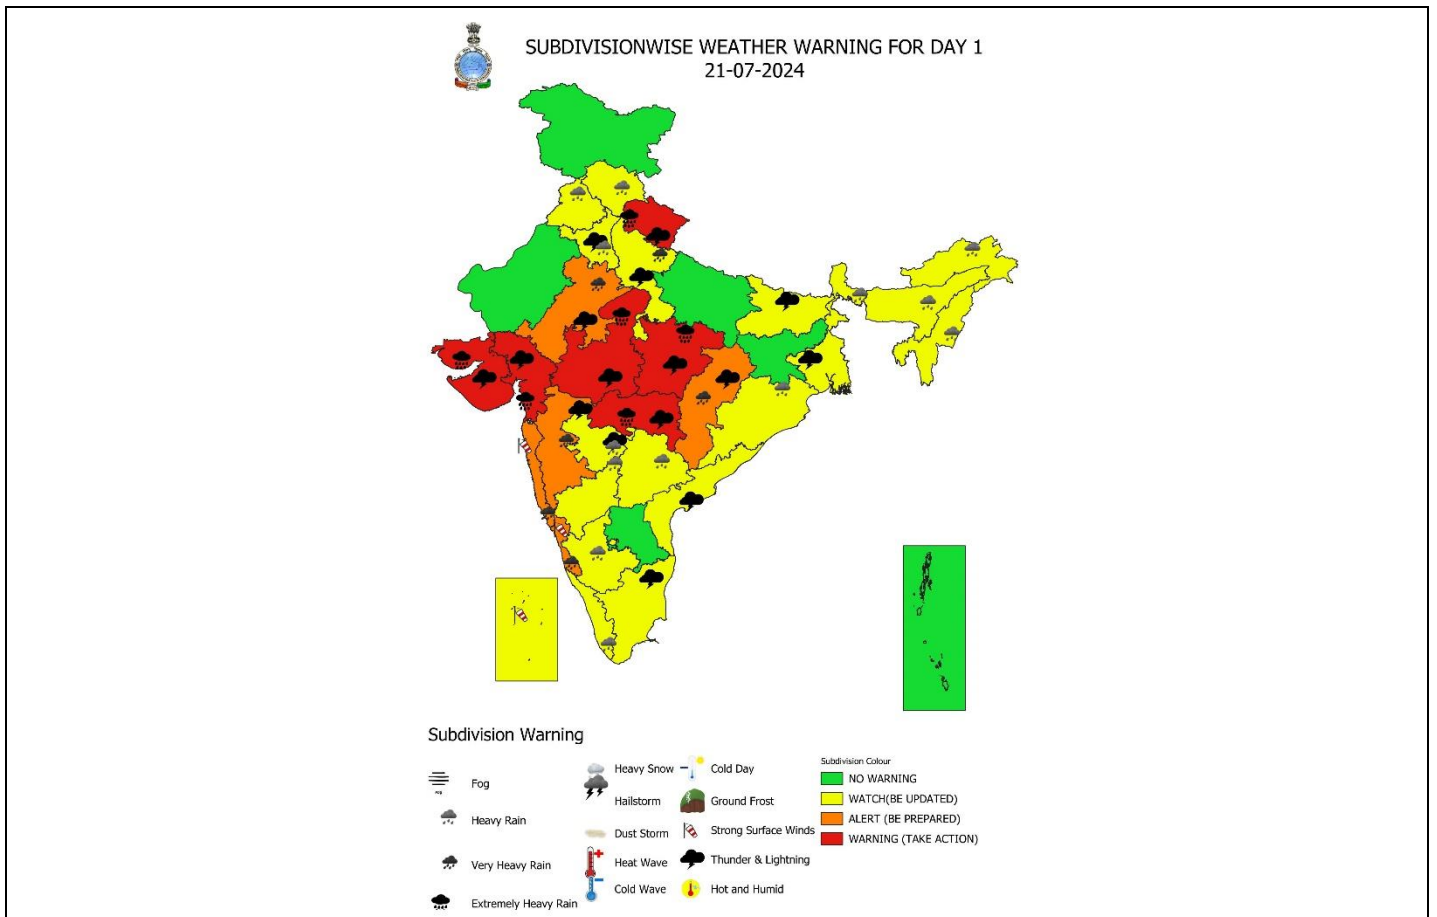 SUBDIVISIONWISE WEATHER WARNING FOR DAY 1
21-07-2024
Subdivision Warning
Fog
Heavy Rain
Very Heavy Rain
Extremely Heavy Rain
Heavy Snow
Hailstorm
Dust Storm
Heat Wave
Cold Wave
Cold Day
Ground Frost
Strong Surface Winds
Thunder & Lightning
Hot and Humid
Subdivision Colour
NO WARNING
WATCH(BE UPDATED)
ALERT (BE PREPARED)
WARNING (TAKE ACTION)